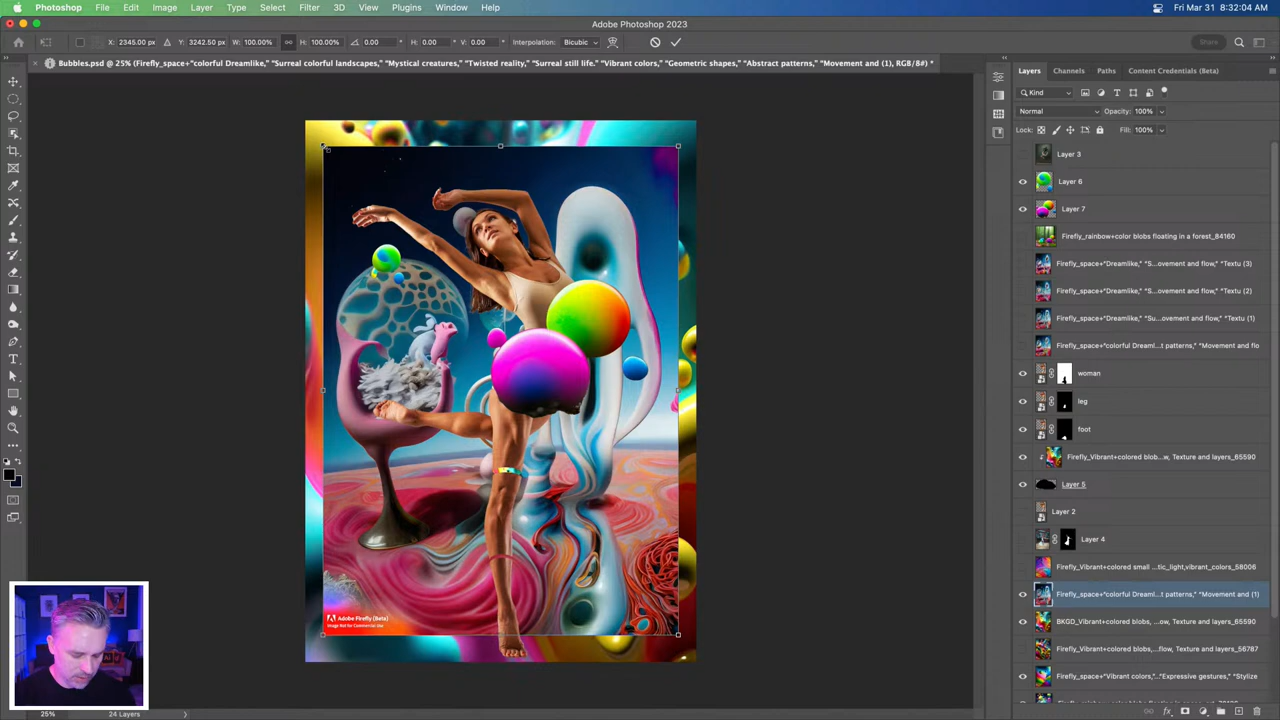 Photoshop File Edit Image Layer Type Select Filter 3D View Plugins Window Help
Fri Mar 31 8:32:04 AM
Adobe Photoshop 2023
X: 2345.00 px Y: 3242.50 px W: 100.00% H: 100.00% 0.00 ° H: 0.00 ° V: 0.00 ° Interpolation: Bicubic
Share
Bubbles.psd @ 25% (Firefly_space+"colorful Dreamlike," "Surreal colorful landscapes," "Mystical creatures," "Twisted reality," "Surreal still life." "Vibrant colors," "Geometric shapes," "Abstract patterns," "Movement and (1), RGB/8#) *
Layers Channels Paths Content Credentials (Beta)
Kind
Normal Opacity: 100%
Lock: Fill: 100%
Layer 3
Layer 6
Layer 7
Firefly_rainbow+color blobs floating in a forest_84160
Firefly_space+"Dreamlike," "S...ovement and flow," "Textu (3)
Firefly_space+"Dreamlike," "S...ovement and flow," "Textu (2)
Firefly_space+"Dreamlike," "Su...ovement and flow," "Textu (1)
Firefly_space+"colorful Dreaml...t patterns," "Movement and flo
woman
leg
foot
Firefly_Vibrant+colored blob...w, Texture and layers_65590
Layer 5
Layer 2
Layer 4
Firefly_Vibrant+colored small ...tic_light,vibrant_colors_58006
Firefly_space+"colorful Dreaml...t patterns," "Movement and (1)
BKGD_Vibrant+colored blobs, ...ow, Texture and layers_65590
Firefly_Vibrant+colored blobs,...flow, Texture and layers_56787
Firefly_space+"Vibrant colors,"..."Expressive gestures," "Stylize
Adobe Firefly (Beta)
Image Not for Commercial Use
25% 24 Layers